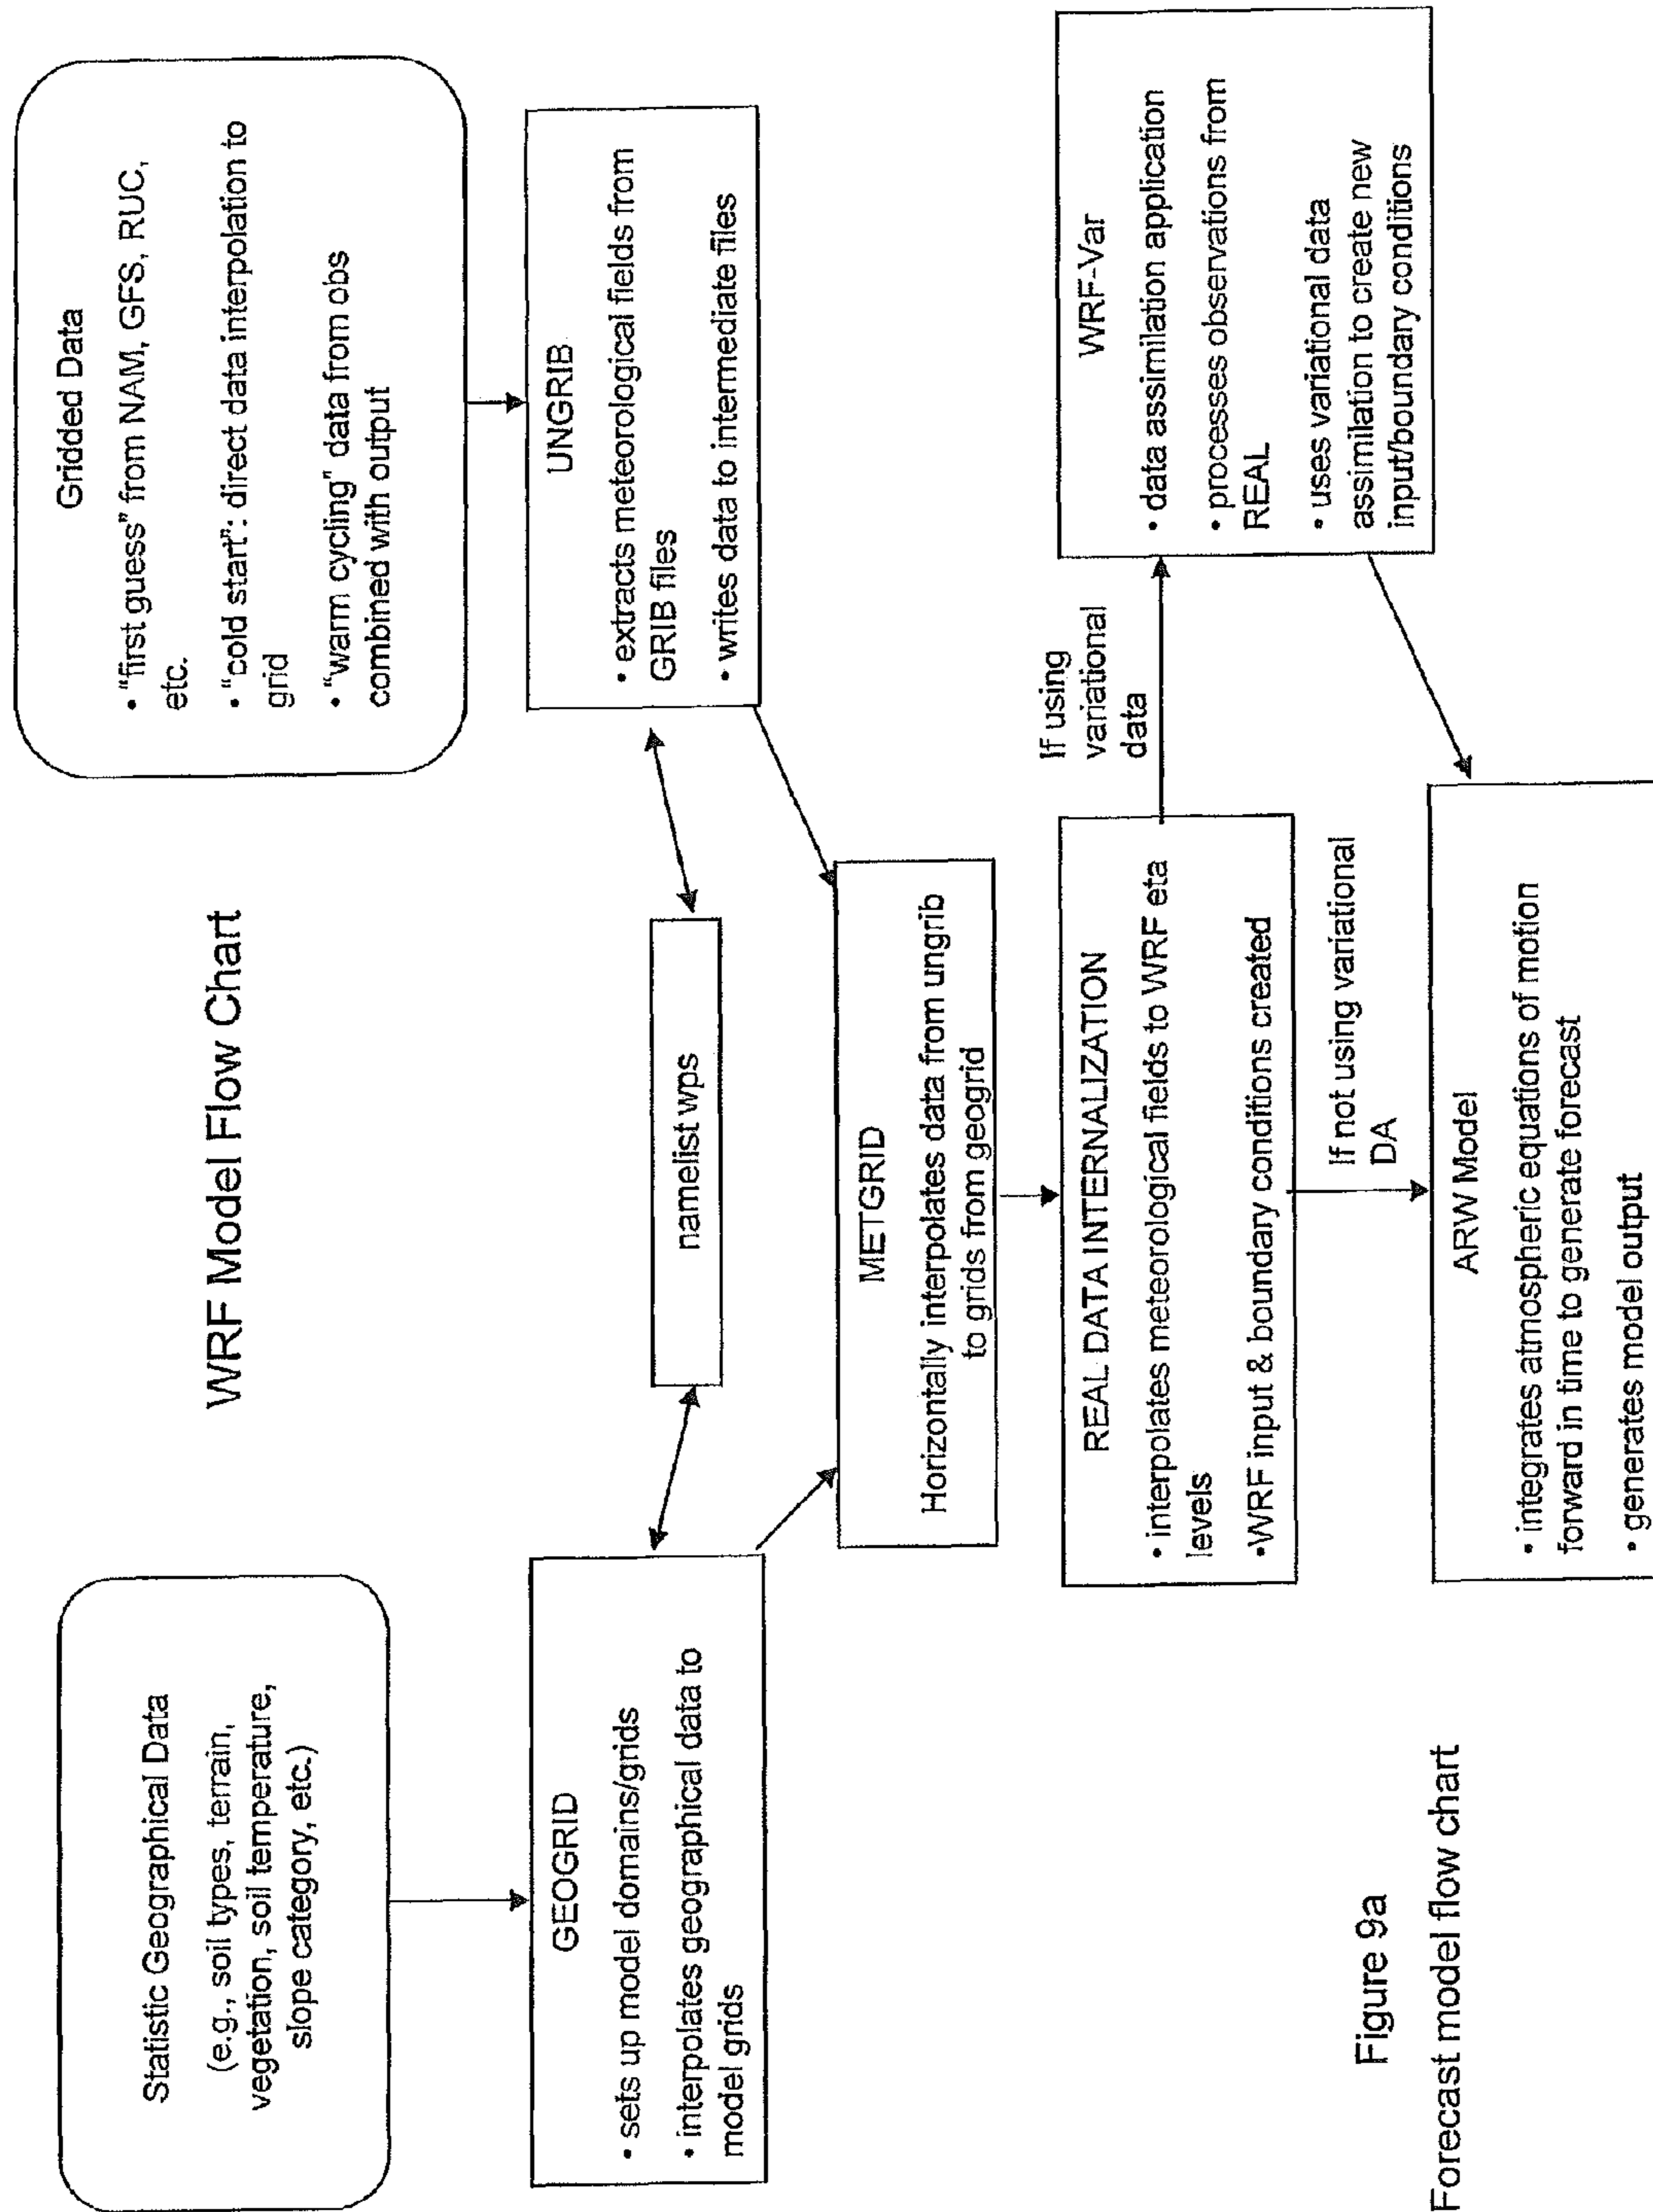 WRF Model Flow Chart
Statistic Geographical Data
(e.g., soil types, terrain,
vegetation, soil temperature,
slope category, etc.)
Gridded Data
• "first guess" from NAM, GFS, RUC,
etc.
• "cold start": direct data interpolation to
grid
• "warm cycling" data from obs
combined with output
GEOGRID
• sets up model domains/grids
• interpolates geographical data to
model grids
namelist wps
UNGRIB
• extracts meteorological fields from
GRIB files
• writes data to intermediate files
METGRID
Horizontally interpolates data from ungrib
to grids from geogrid
REAL DATA INTERNALIZATION
• interpolates meteorological fields to WRF eta
levels
•WRF input & boundary conditions created
If using
variational
data
WRF-Var
• data assimilation application
• processes observations from
REAL
• uses variational data
assimilation to create new
input/boundary conditions
If not using variational
DA
ARW Model
• integrates atmospheric equations of motion
forward in time to generate forecast
• generates model output
Figure 9a
Forecast model flow chart